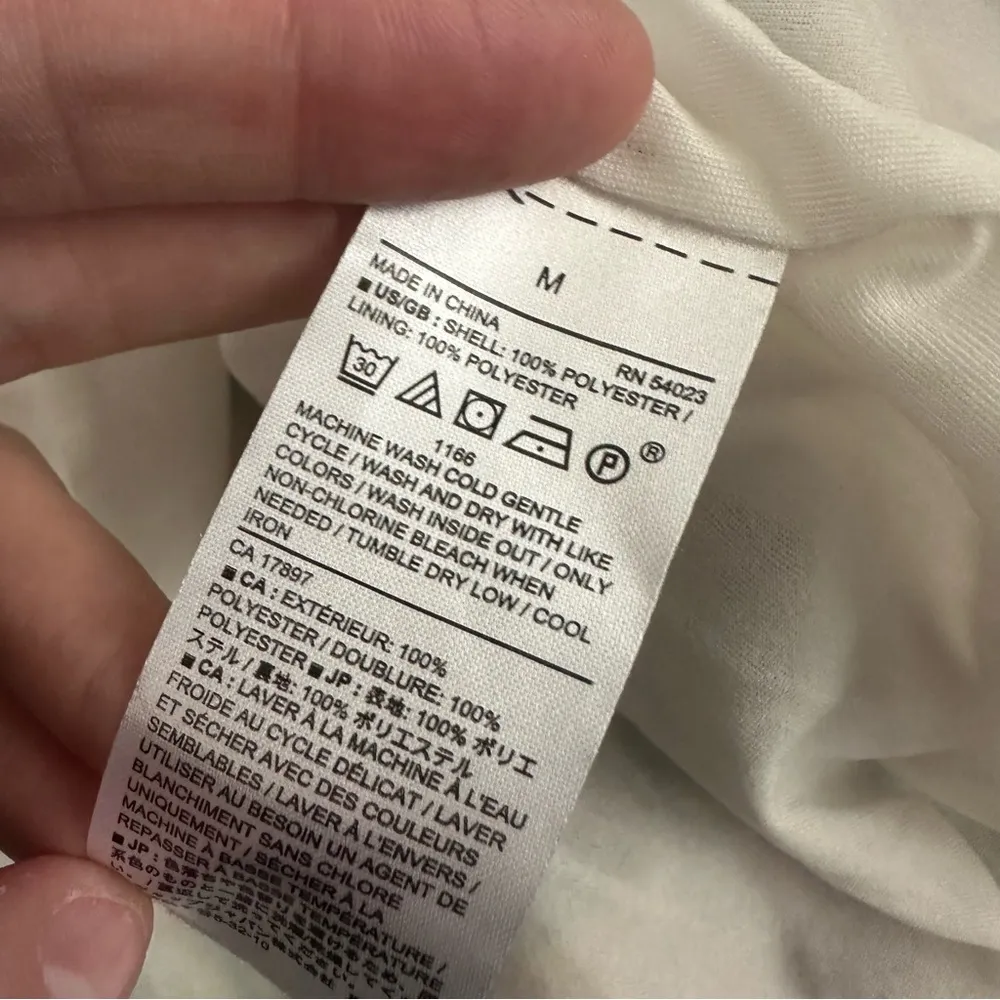 M
RN 54023
MADE IN CHINA
■ US/GB : SHELL: 100% POLYESTER /
LINING: 100% POLYESTER
30
P
®
1166
MACHINE WASH COLD GENTLE
CYCLE / WASH AND DRY WITH LIKE
COLORS / WASH INSIDE OUT / ONLY
NON-CHLORINE BLEACH WHEN
NEEDED / TUMBLE DRY LOW / COOL
IRON
CA 17897
■ CA : EXTÉRIEUR: 100%
POLYESTER / DOUBLURE: 100%
POLYESTER ■ JP : 表地: 100% ポリエ
ステル / 裏地: 100% ポリエステル
■ CA : LAVER À LA MACHINE À L'EAU
FROIDE AU CYCLE DÉLICAT / LAVER
ET SÉCHER AVEC DES COULEURS
SEMBLABLES / LAVER À L'ENVERS /
UTILISER AU BESOIN UN AGENT DE
BLANCHIMENT SANS CHLORE
UNIQUEMENT / SÉCHER À LA
MACHINE À BASSE TEMPÉRATURE /
REPASSER À BASSE TEMPÉRATURE
■ JP :